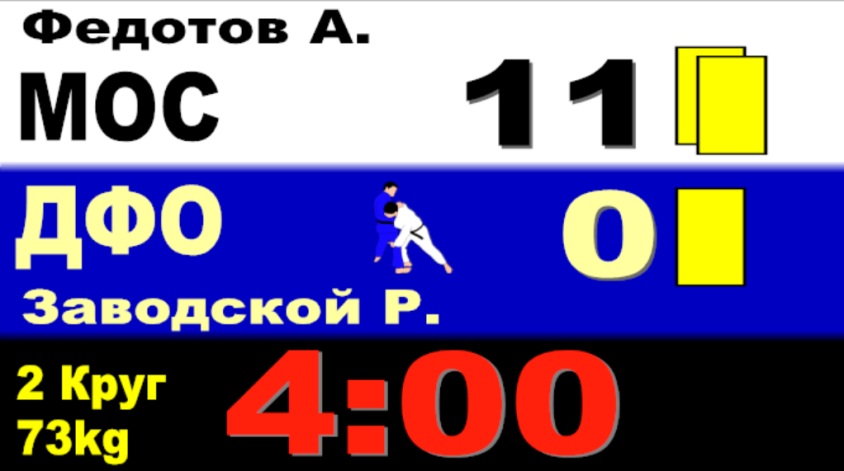 Федотов А.
МОС 11
ДФО 0
Заводской Р.
2 Круг 4:00
73kg